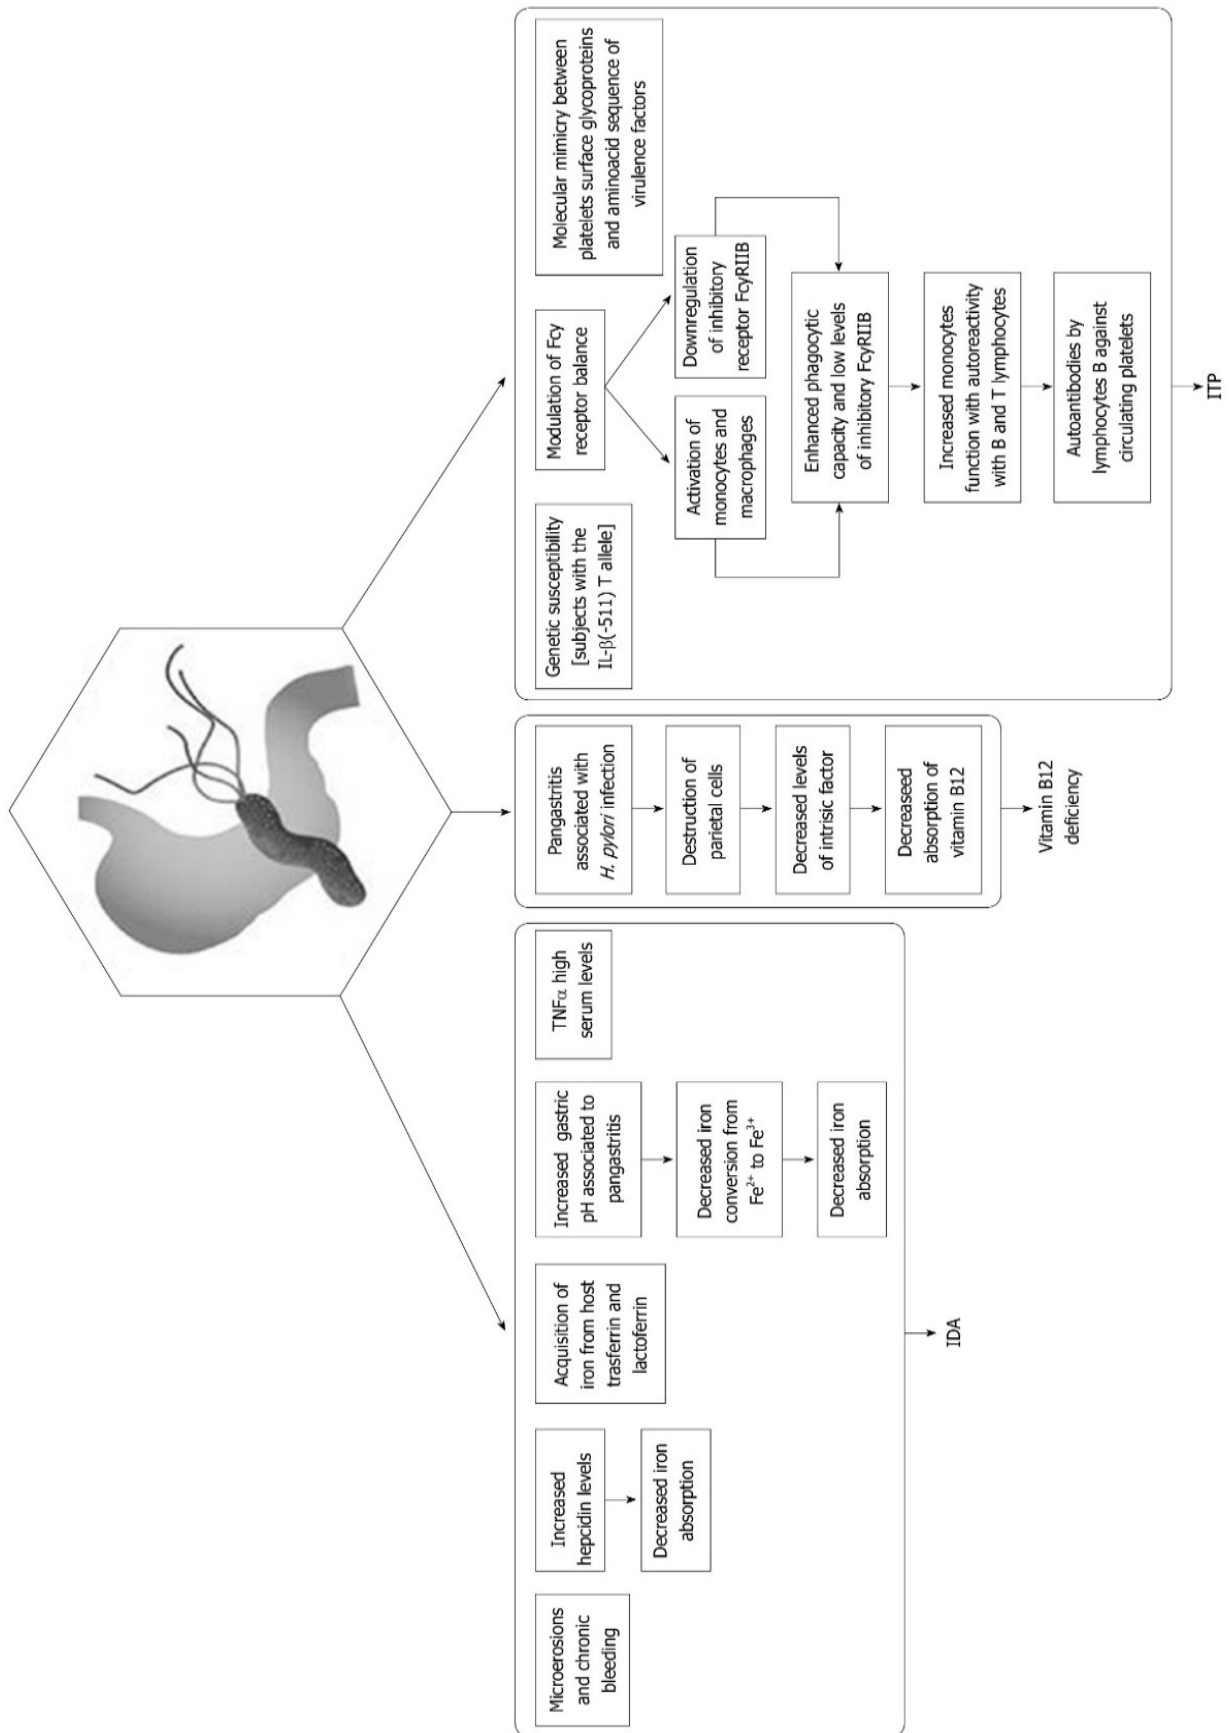 Microerosions
and chronic
bleeding
Increased
hepcidin levels
Decreased iron
absorption
Acquisition of
iron from host
trasferrin and
lactoferrin
Increased gastric
pH associated to
pangastritis
Decreased iron
conversion from
Fe²⁺ to Fe³⁺
Decreased iron
absorption
TNFα high
serum levels
IDA
Pangastritis
associated with
H. pylori infection
Destruction of
parietal cells
Decreased levels
of intrisic factor
Decreaseed
absorption of
vitamin B12
Vitamin B12
deficiency
Genetic susceptibility
[subjects with the
IL-β(-511) T allele]
Modulation of Fcγ
receptor balance
Activation of
monocytes and
macrophages
Downregulation
of inhibitory
receptor FcγRIIB
Enhanced phagocytic
capacity and low levels
of inhibitory FcγRIIB
Increased monocytes
function with autoreactivity
with B and T lymphocytes
Autoantibodies by
lymphocytes B against
circulating platelets
Molecular mimicry between
platelets surface glycoproteins
and aminoacid sequence of
virulence factors
ITP